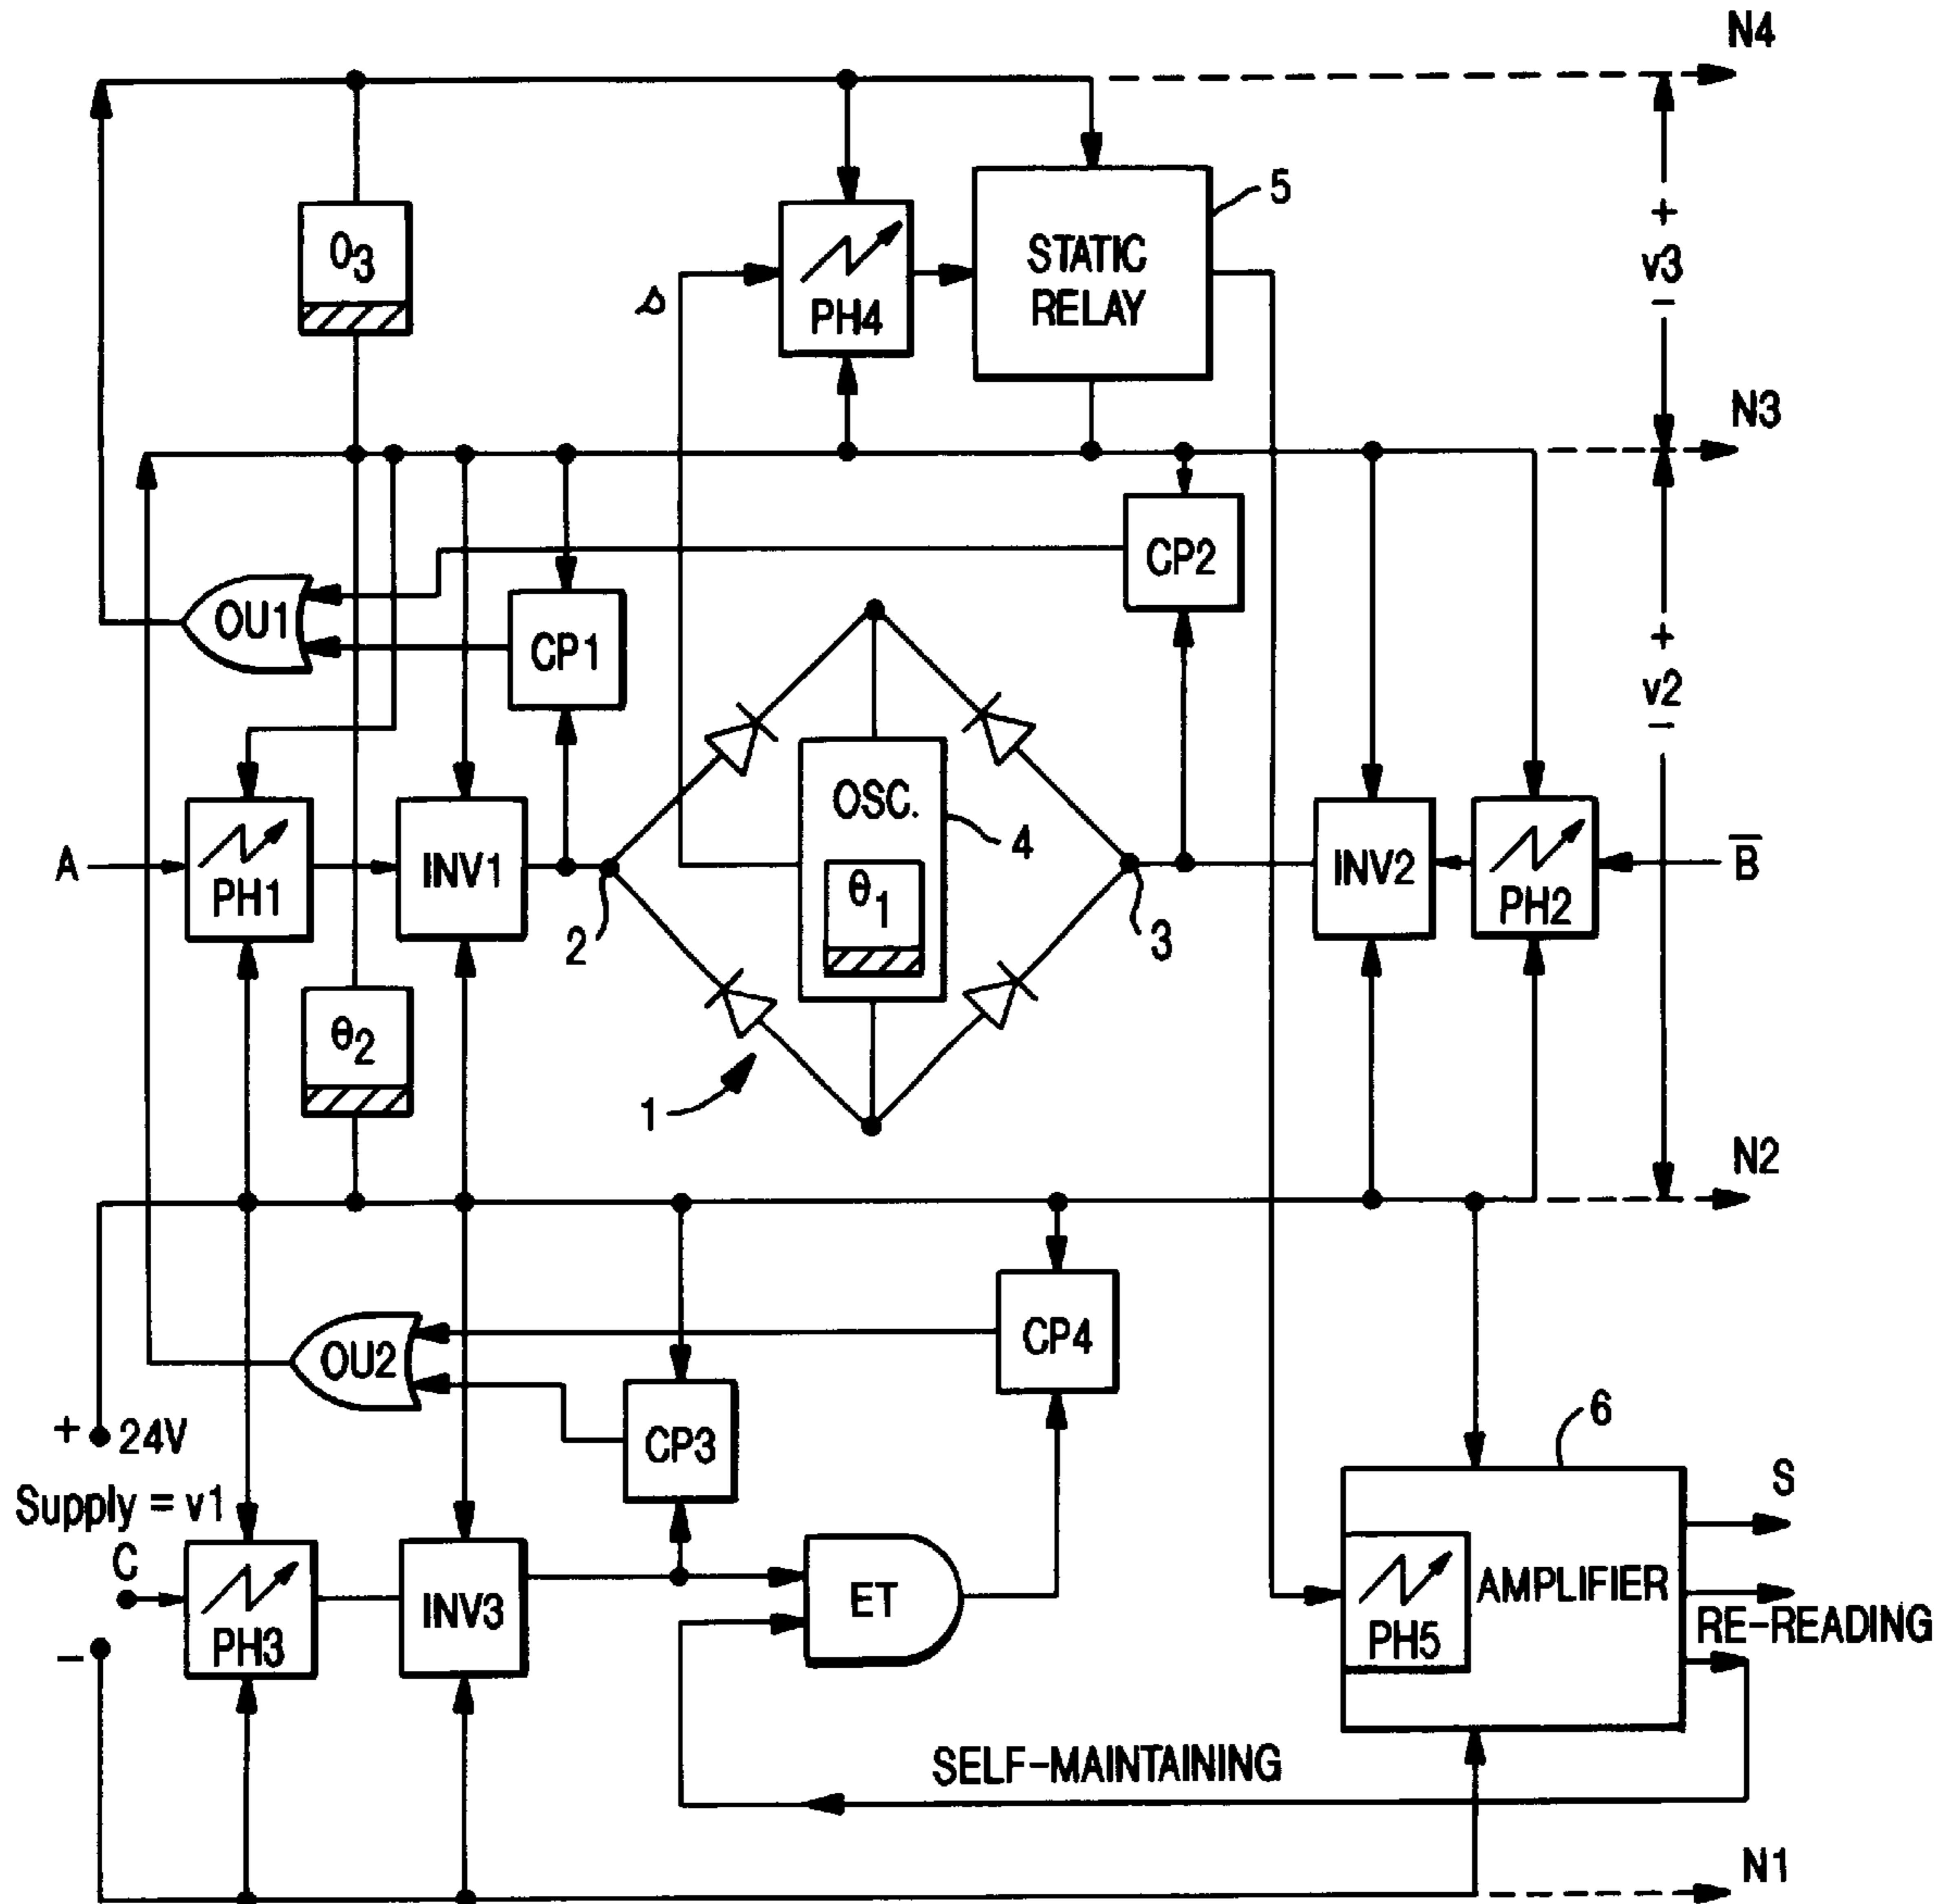 N4
5
0₃
STATIC
RELAY
PH4
s
+
v3
−
N3
CP2
OU1
CP1
+
v2
−
OSC.
4
A
PH1
INV1
θ₁
INV2
PH2
B̅
2
3
θ₂
1
N2
CP4
OU2
CP3
+ 24V
6
Supply = v1
S
C
PH3
INV3
ET
AMPLIFIER
PH5
RE-READING
−
SELF-MAINTAINING
N1